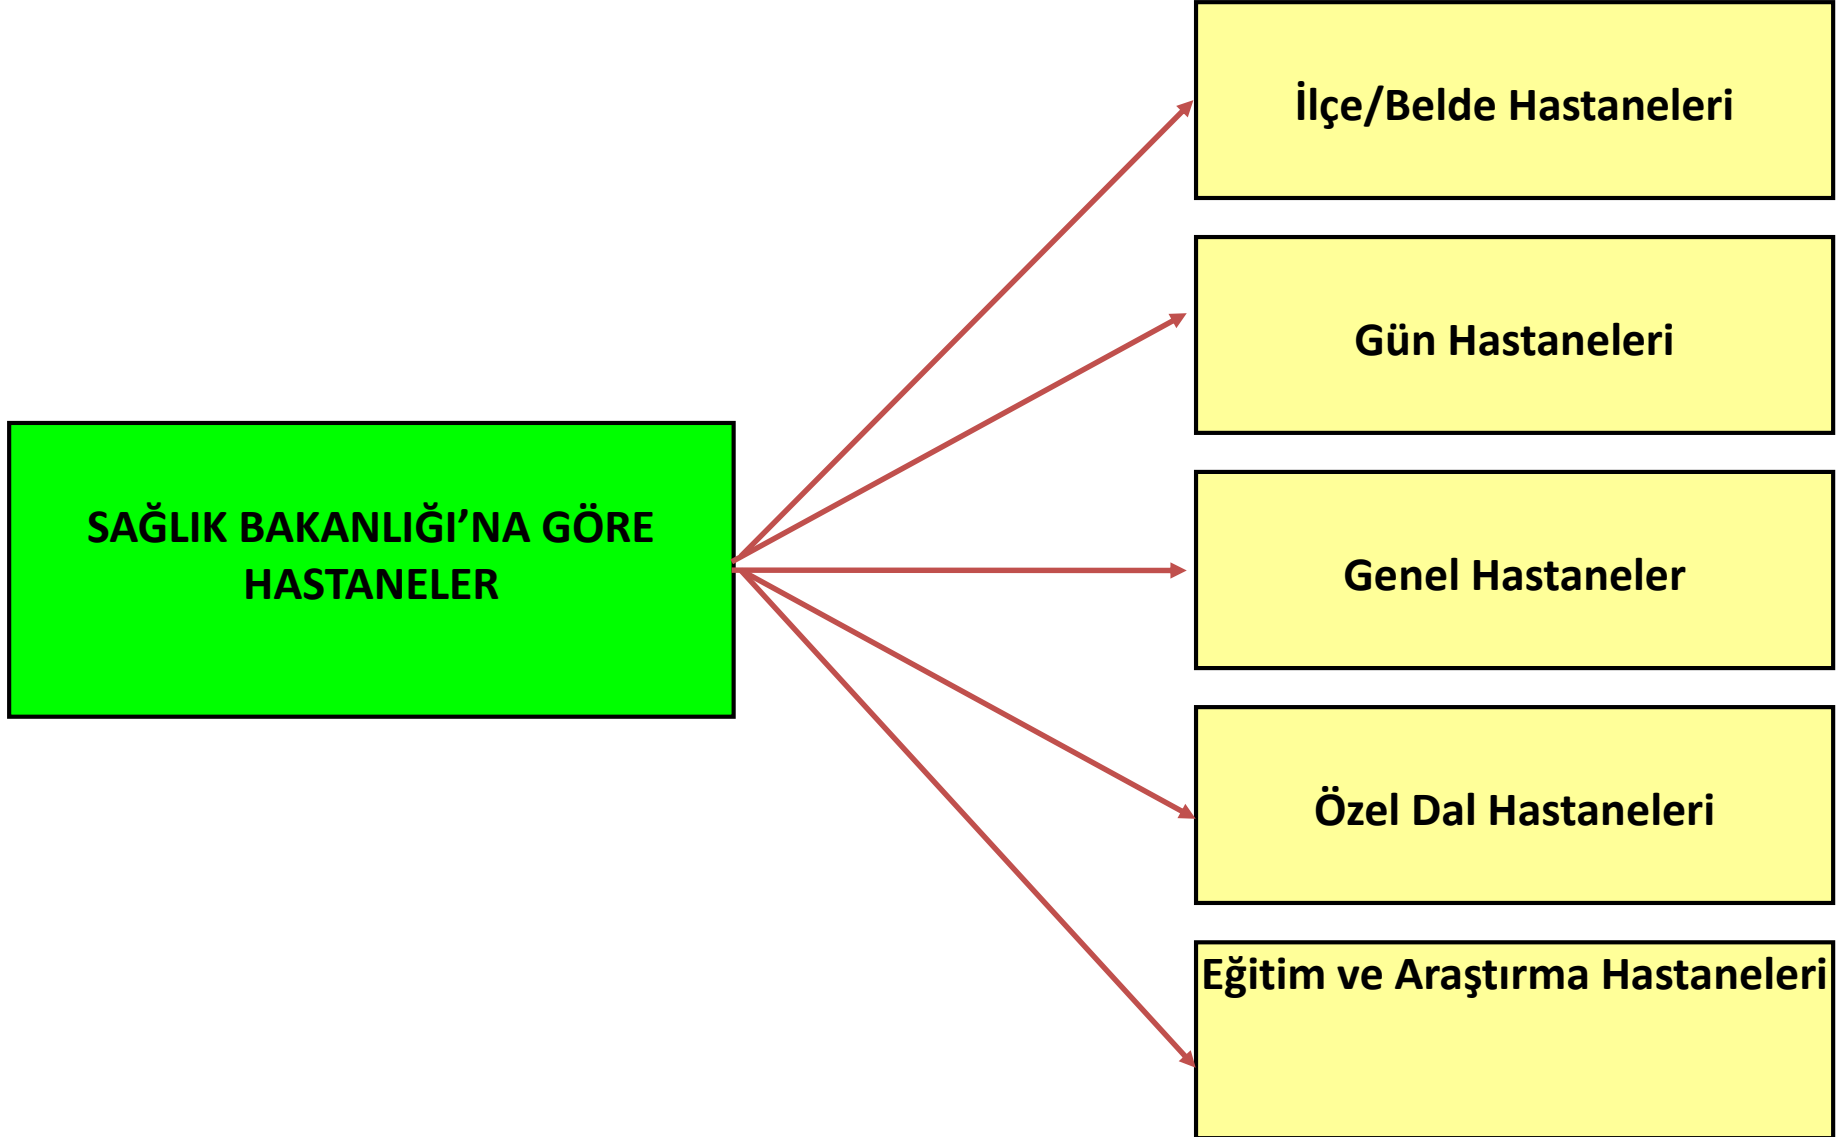 SAĞLIK BAKANLIĞI’NA GÖRE
HASTANELER
İlçe/Belde Hastaneleri
Gün Hastaneleri
Genel Hastaneler
Özel Dal Hastaneleri
Eğitim ve Araştırma Hastaneleri